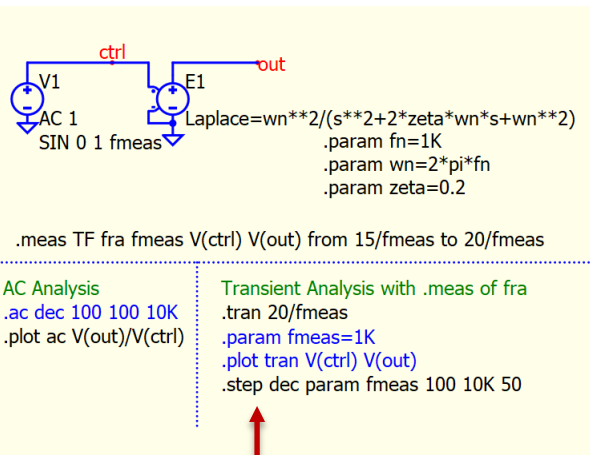 ctrl
out
V1
E1
AC 1
Laplace=wn**2/(s**2+2*zeta*wn*s+wn**2)
SIN 0 1 fmeas
.param fn=1K
.param wn=2*pi*fn
.param zeta=0.2
.meas TF fra fmeas V(ctrl) V(out) from 15/fmeas to 20/fmeas
AC Analysis
.ac dec 100 100 10K
.plot ac V(out)/V(ctrl)
Transient Analysis with .meas of fra
.tran 20/fmeas
.param fmeas=1K
.plot tran V(ctrl) V(out)
.step dec param fmeas 100 10K 50